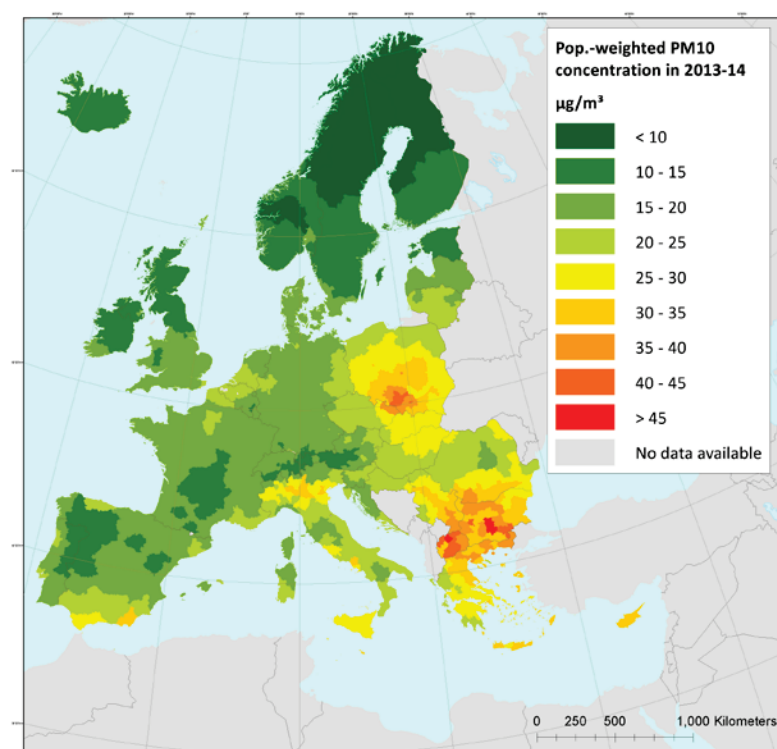 Pop.-weighted PM10
concentration in 2013-14
µg/m³
< 10
10 - 15
15 - 20
20 - 25
25 - 30
30 - 35
35 - 40
40 - 45
> 45
No data available
0 250 500 1,000 Kilometers